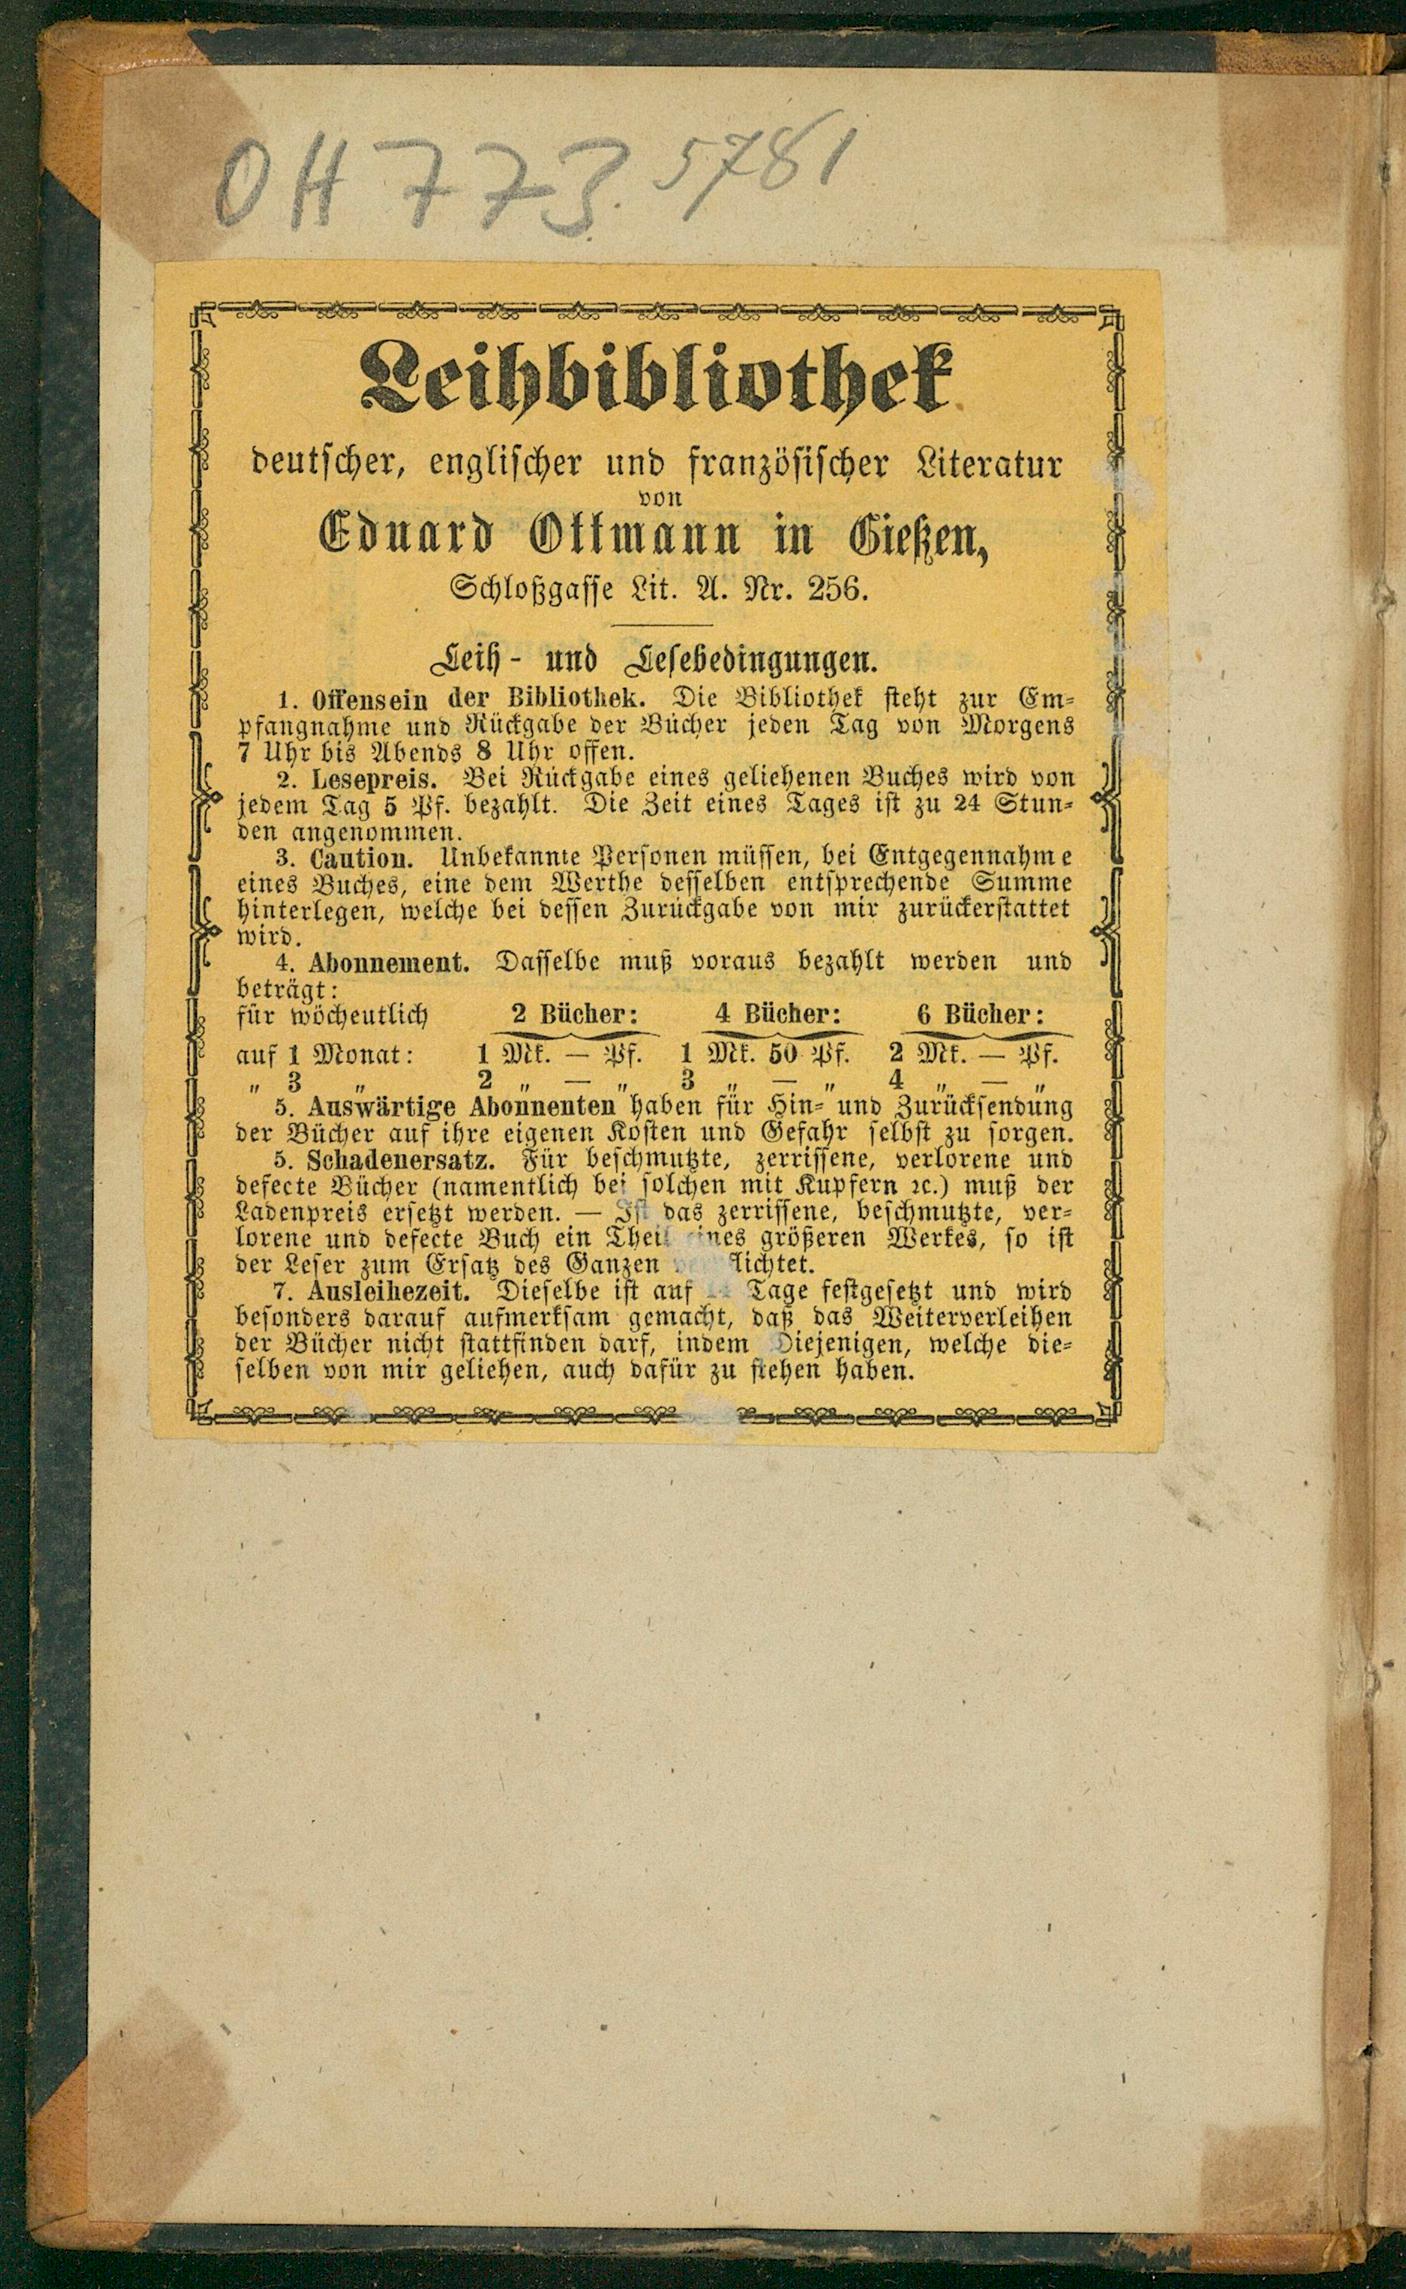 OH 773. 5781
Leihbibliothek
deutscher, englischer und französischer Literatur
von
Eduard Ottmann in Gießen,
Schloßgasse Lit. A. Nr. 256.
Leih- und Lesebedingungen.
1. Offensein der Bibliothek. Die Bibliothek steht zur Em-
pfangnahme und Rückgabe der Bücher jeden Tag von Morgens
7 Uhr bis Abends 8 Uhr offen.
2. Lesepreis. Bei Rückgabe eines geliehenen Buches wird von
jedem Tag 5 Pf. bezahlt. Die Zeit eines Tages ist zu 24 Stun-
den angenommen.
3. Caution. Unbekannte Personen müssen, bei Entgegennahme
eines Buches, eine dem Werthe desselben entsprechende Summe
hinterlegen, welche bei dessen Zurückgabe von mir zurückerstattet
wird.
4. Abonnement. Dasselbe muß voraus bezahlt werden und
beträgt:
für wöcheutlich 2 Bücher: 4 Bücher: 6 Bücher:
auf 1 Monat: 1 Mk. — Pf. 1 Mk. 50 Pf. 2 Mk. — Pf.
„ 3 „ 2 „ — „ 3 „ — „ 4 „ — „
5. Auswärtige Abonnenten haben für Hin- und Zurücksendung
der Bücher auf ihre eigenen Kosten und Gefahr selbst zu sorgen.
5. Schadenersatz. Für beschmutzte, zerrissene, verlorene und
defecte Bücher (namentlich bei solchen mit Kupfern ꝛc.) muß der
Ladenpreis ersetzt werden. — Ist das zerrissene, beschmutzte, ver-
lorene und defecte Buch ein Theil eines größeren Werkes, so ist
der Leser zum Ersatz des Ganzen
7. Ausleihezeit. Dieselbe ist auf Tage festgesetzt und wird
besonders darauf aufmerksam gemacht, daß das Weiterverleihen
der Bücher nicht stattfinden darf, indem Diejenigen, welche die-
selben von mir geliehen, auch dafür zu stehen haben.